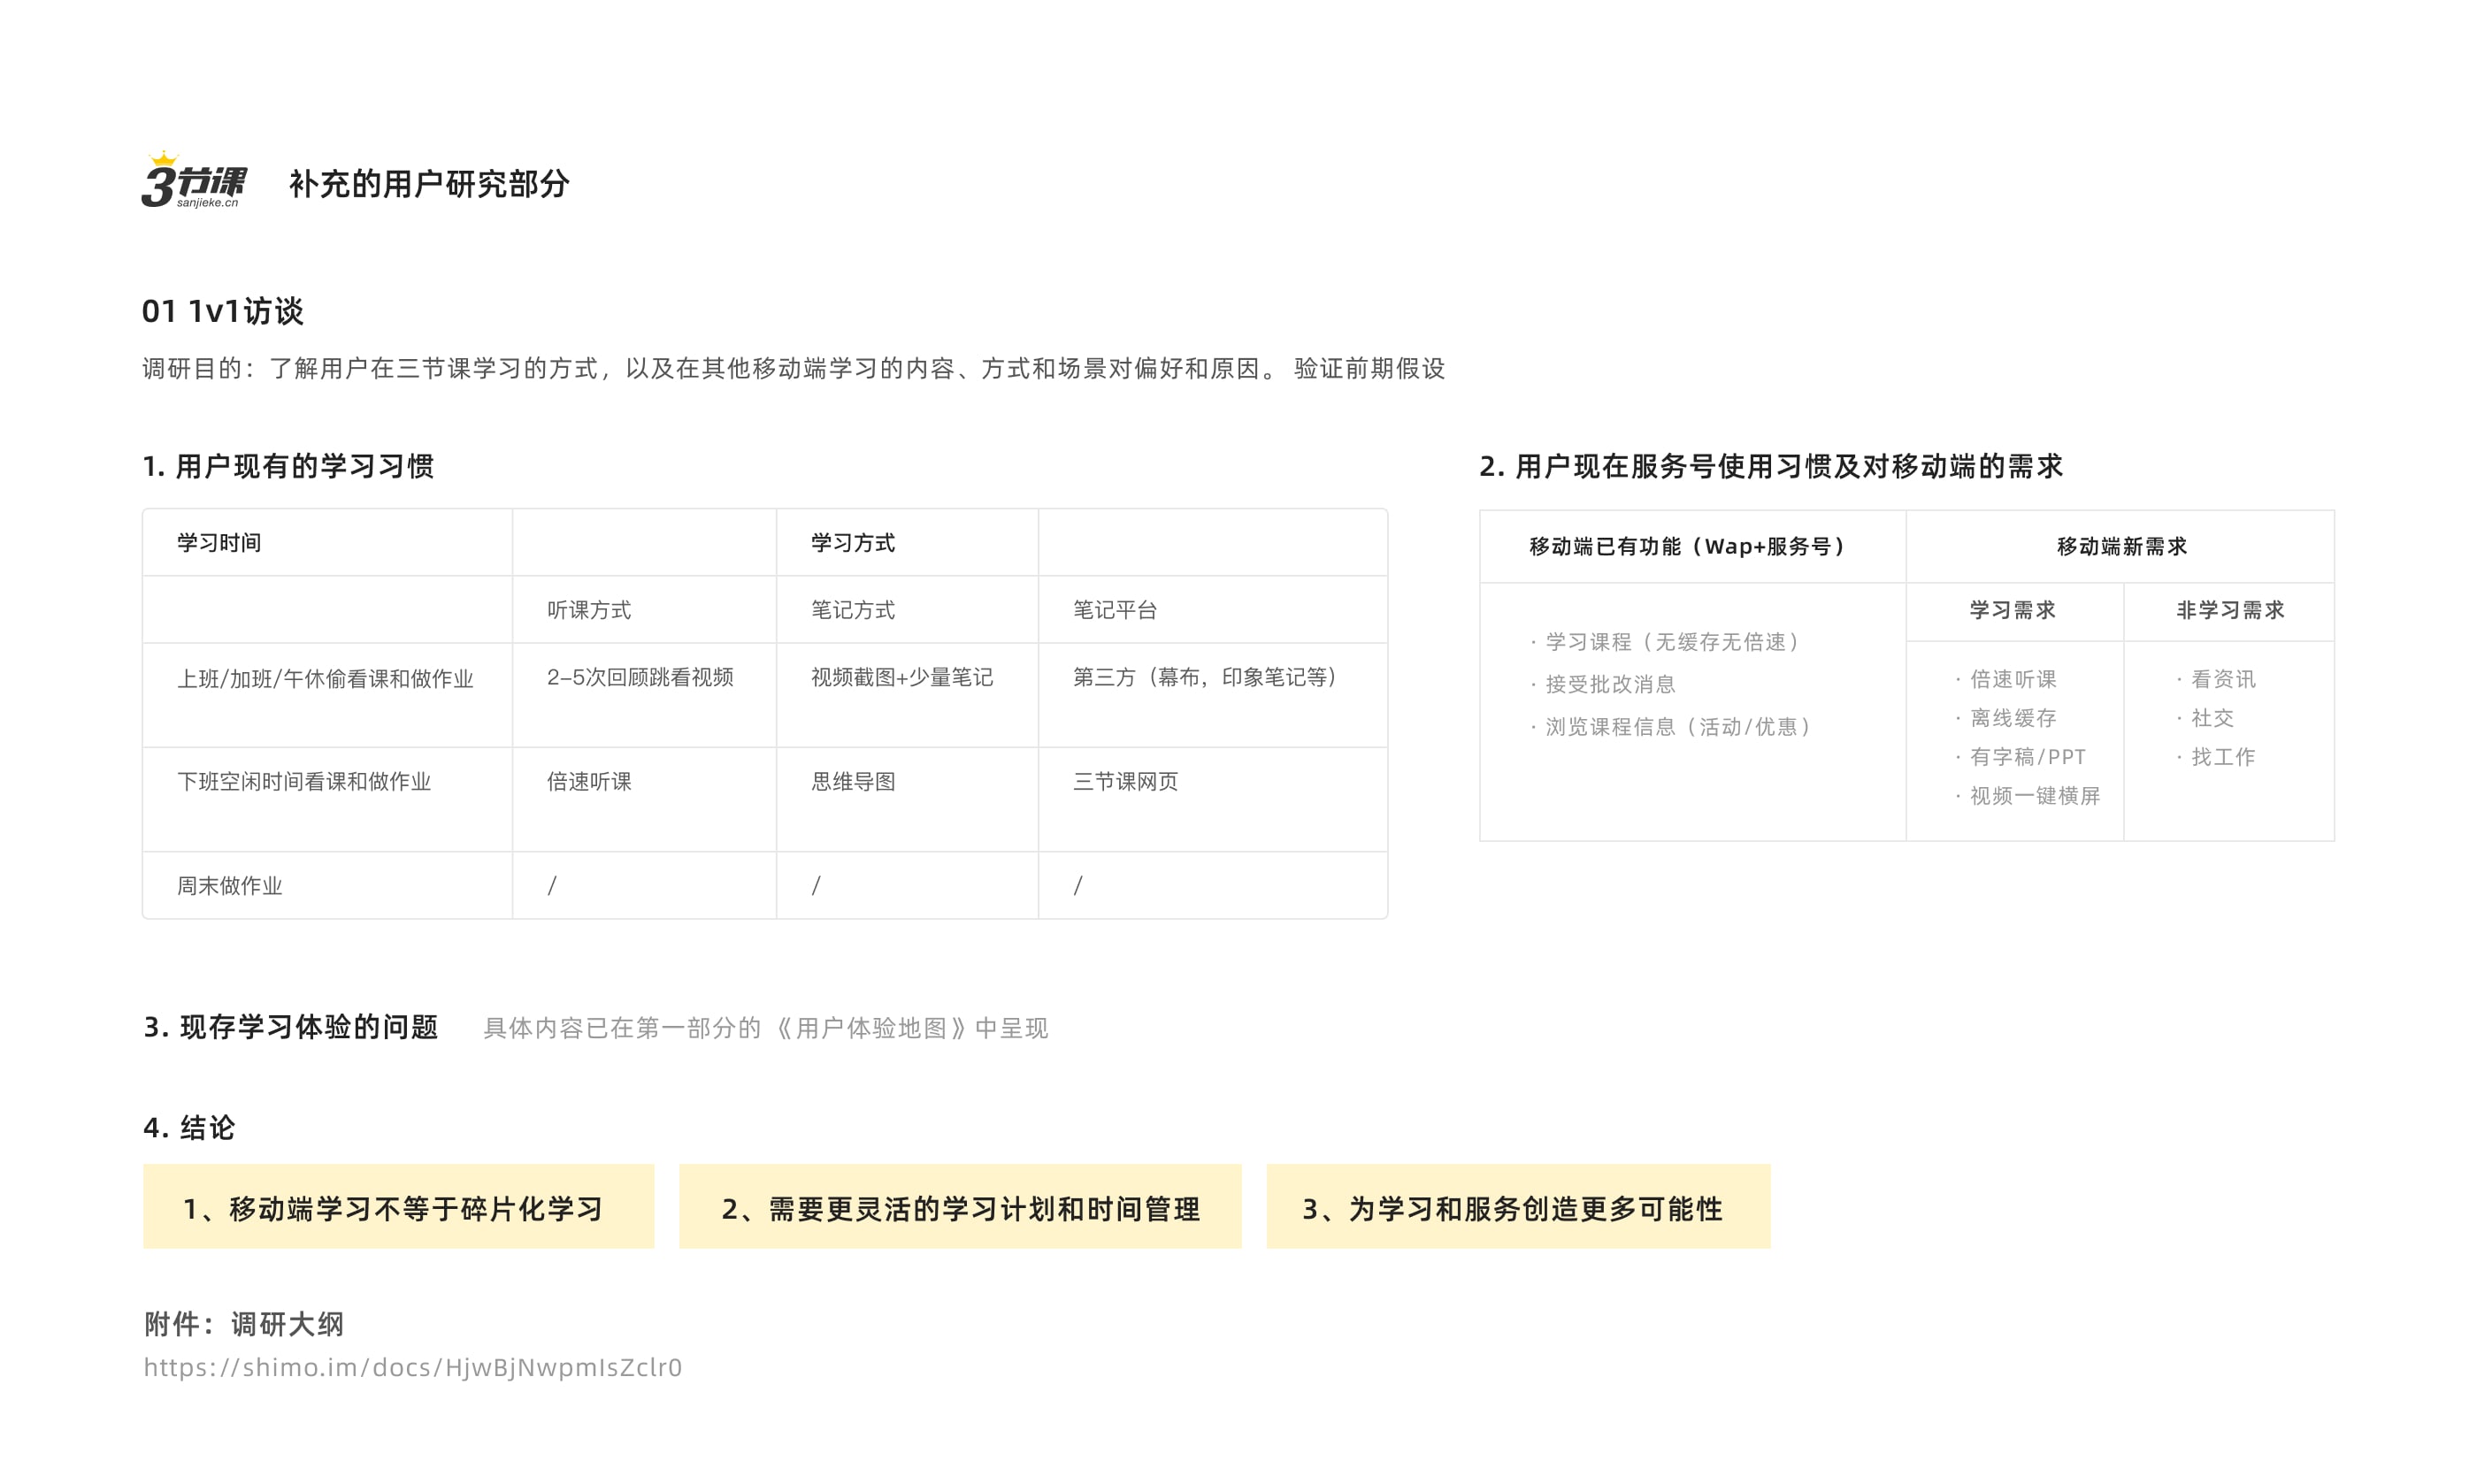 3节课
sanjieke.cn
补充的用户研究部分
01 1v1访谈
调研目的：了解用户在三节课学习的方式，以及在其他移动端学习的内容、方式和场景对偏好和原因。 验证前期假设
1. 用户现有的学习习惯
学习时间 学习方式
听课方式 笔记方式 笔记平台
上班/加班/午休偷看课和做作业 2-5次回顾跳看视频 视频截图+少量笔记 第三方（幕布，印象笔记等）
下班空闲时间看课和做作业 倍速听课 思维导图 三节课网页
周末做作业 / / /
2. 用户现在服务号使用习惯及对移动端的需求
移动端已有功能（Wap+服务号） 移动端新需求
学习需求 非学习需求
· 学习课程（无缓存无倍速）
· 接受批改消息
· 浏览课程信息（活动/优惠）
· 倍速听课
· 离线缓存
· 有字稿/PPT
· 视频一键横屏
· 看资讯
· 社交
· 找工作
3. 现存学习体验的问题 具体内容已在第一部分的《用户体验地图》中呈现
4. 结论
1、移动端学习不等于碎片化学习
2、需要更灵活的学习计划和时间管理
3、为学习和服务创造更多可能性
附件：调研大纲
https://shimo.im/docs/HjwBjNwpmIsZclr0